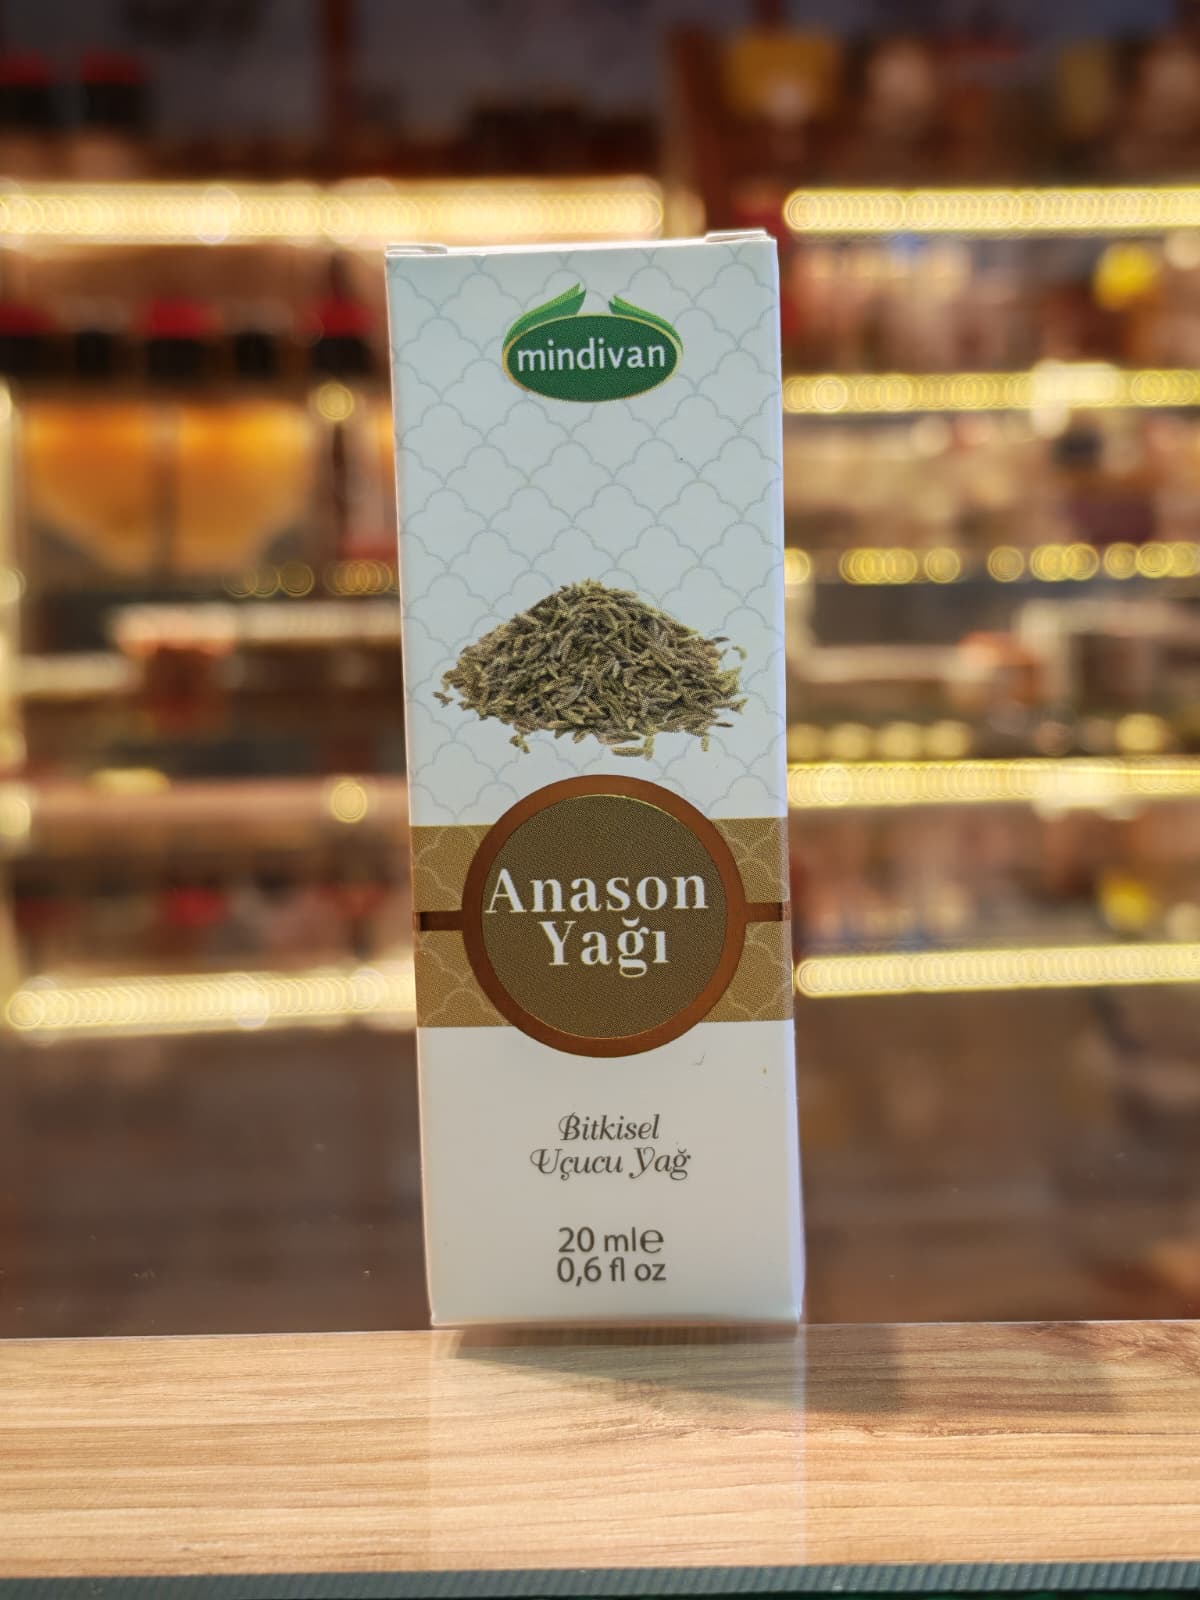 mindivan
Anason
Yağı
Bitkisel
Uçucu Yağ
20 ml℮
0,6 fl oz